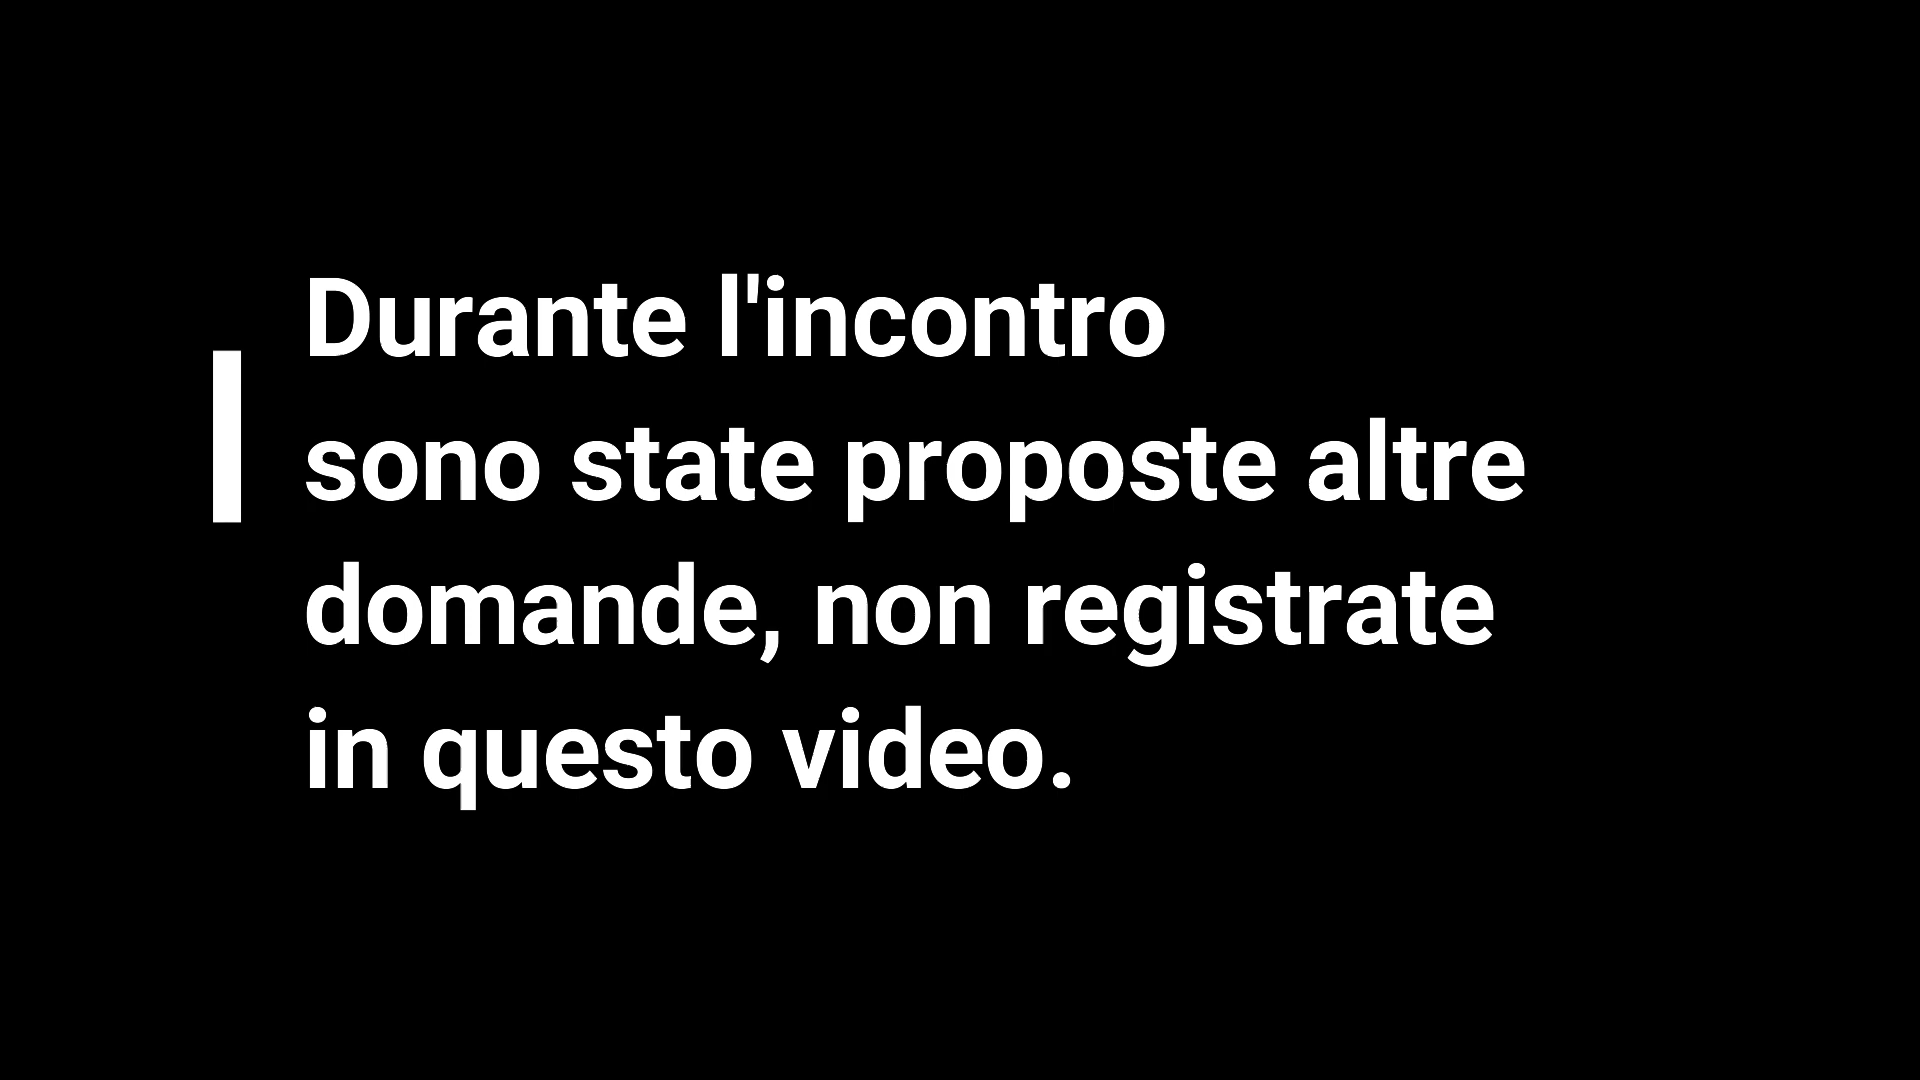 Durante l'incontro
sono state proposte altre
domande, non registrate
in questo video.